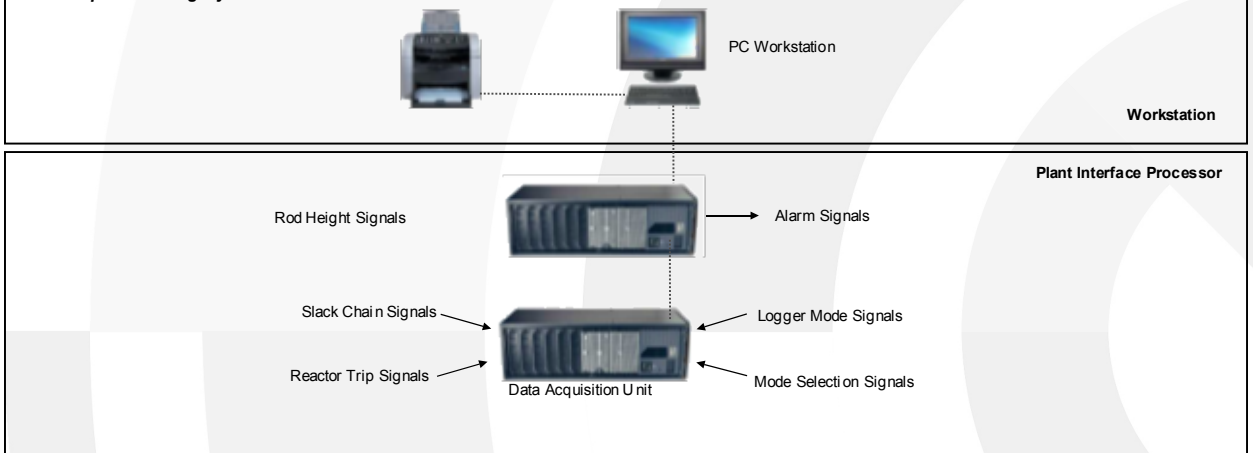 PC Workstation
Workstation
Plant Interface Processor
Rod Height Signals
Alarm Signals
Slack Chain Signals
Logger Mode Signals
Reactor Trip Signals
Mode Selection Signals
Data Acquisition Unit